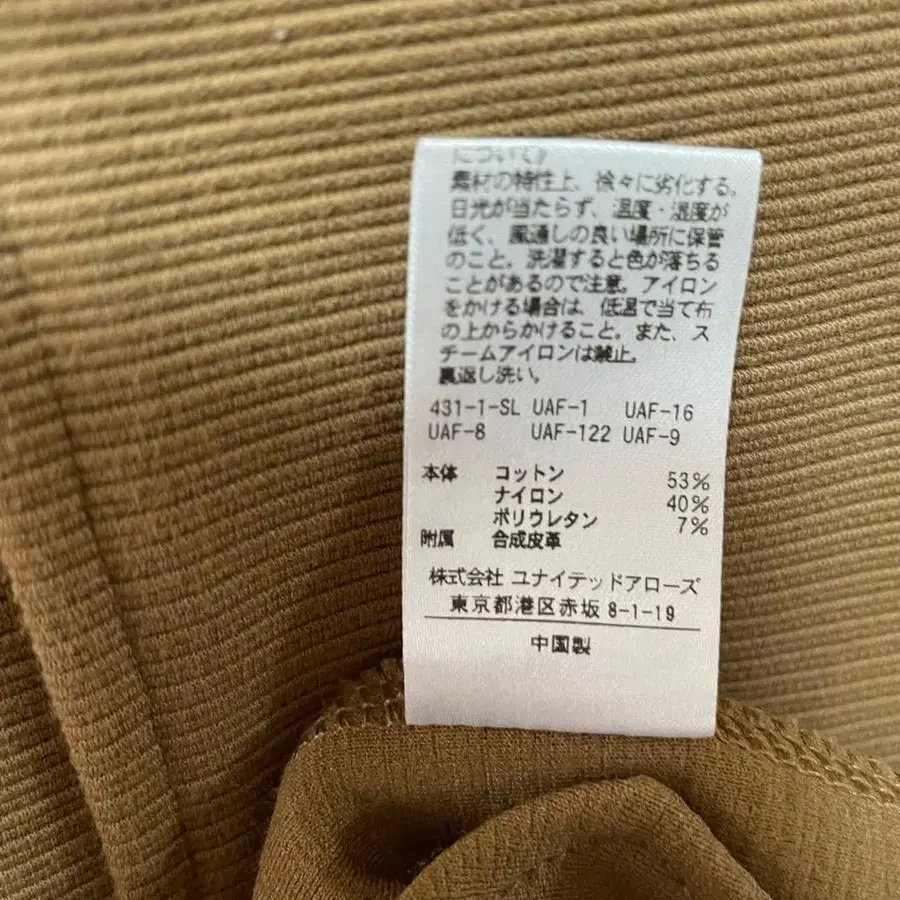 について》
素材の特性上、徐々に劣化する。
日光が当たらず、温度・湿度が
低く、風通しの良い場所に保管
のこと。洗濯すると色が落ちる
ことがあるので注意。アイロン
をかける場合は、低温で当て布
の上からかけること。また、ス
チームアイロンは禁止。
裏返し洗い。
431-1-SL UAF-1 UAF-16
UAF-8 UAF-122 UAF-9
本体 コットン 53%
ナイロン 40%
ポリウレタン 7%
附属 合成皮革
株式会社 ユナイテッドアローズ
東京都港区赤坂 8-1-19
中国製